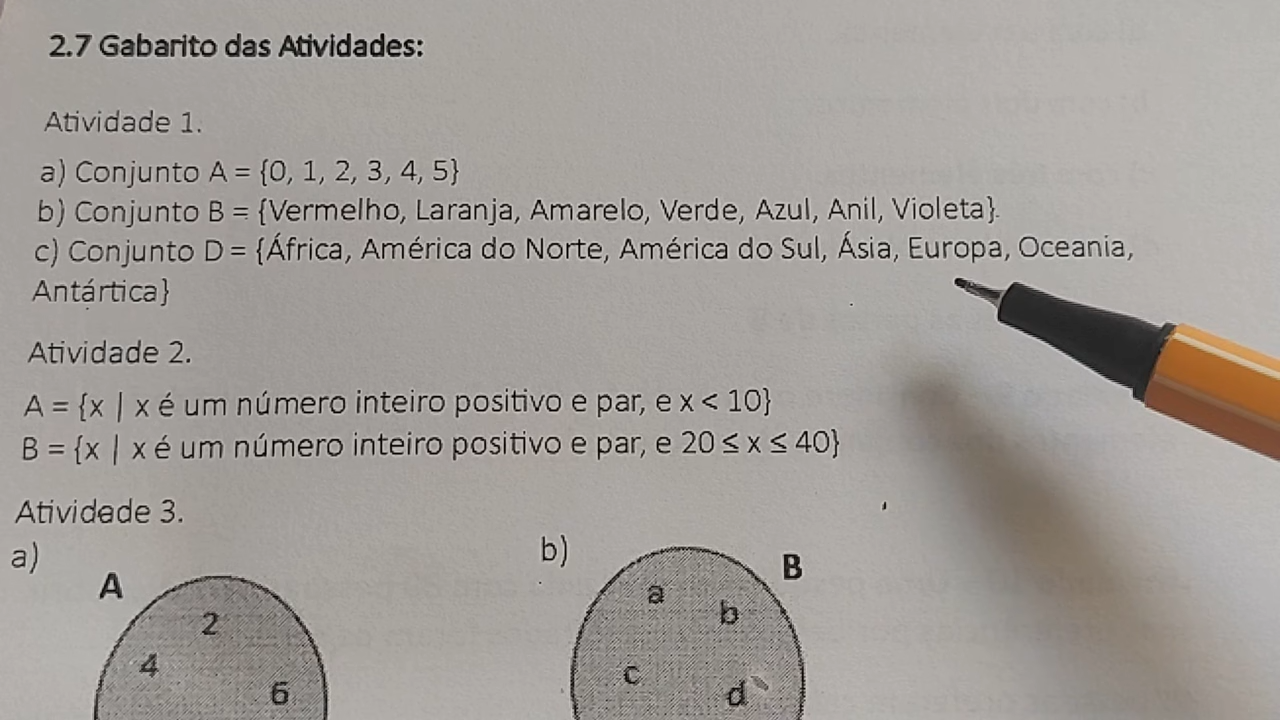 2.7 Gabarito das Atividades:
Atividade 1.
a) Conjunto A = {0, 1, 2, 3, 4, 5}
b) Conjunto B = {Vermelho, Laranja, Amarelo, Verde, Azul, Anil, Violeta}
c) Conjunto D = {África, América do Norte, América do Sul, Ásia, Europa, Oceania,
Antártica}
Atividade 2.
A = {x | x é um número inteiro positivo e par, e x < 10}
B = {x | x é um número inteiro positivo e par, e 20 ≤ x ≤ 40}
Atividade 3.
a)
A
2
4
6
b)
B
a
b
c
d